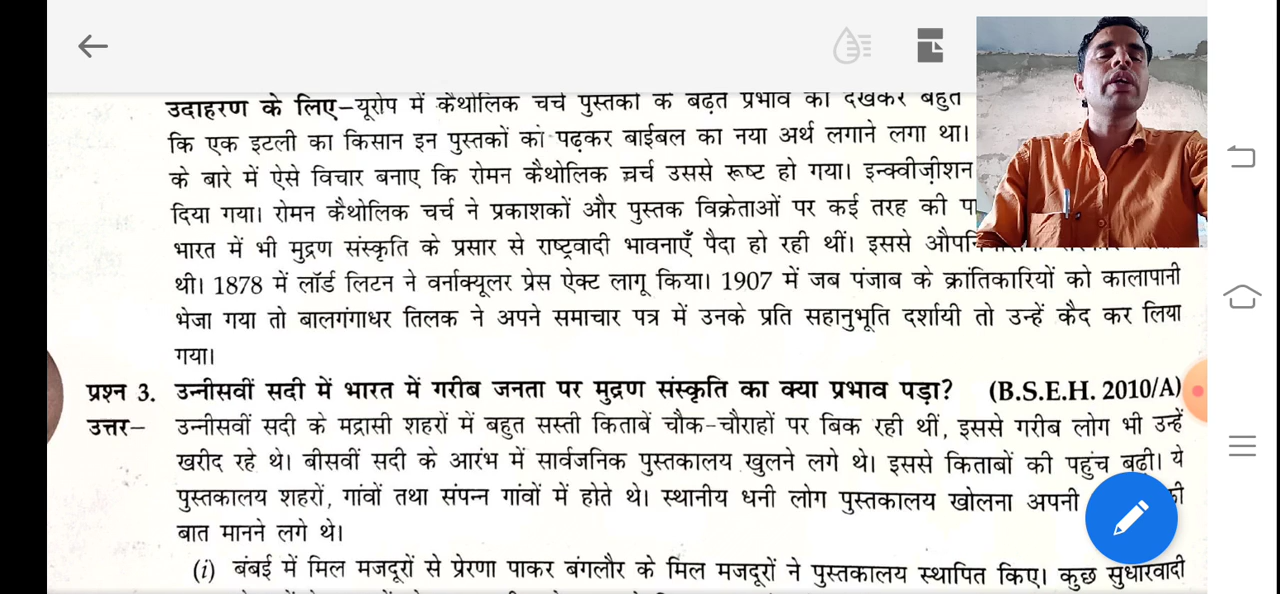 उदाहरण के लिए–यूरोप में कैथोलिक चर्च पुस्तकों के बढ़ते प्रभाव को देखकर बहुत
कि एक इटली का किसान इन पुस्तकों को पढ़कर बाईबल का नया अर्थ लगाने लगा था।
के बारे में ऐसे विचार बनाए कि रोमन कैथोलिक चर्च उससे रूष्ट हो गया। इन्क्वीज़ीशन
दिया गया। रोमन कैथोलिक चर्च ने प्रकाशकों और पुस्तक विक्रेताओं पर कई तरह की
भारत में भी मुद्रण संस्कृति के प्रसार से राष्ट्रवादी भावनाएँ पैदा हो रही थीं। इससे
थी। 1878 में लॉर्ड लिटन ने वर्नाक्यूलर प्रेस ऐक्ट लागू किया। 1907 में जब पंजाब के क्रांतिकारियों को कालापानी
भेजा गया तो बालगंगाधर तिलक ने अपने समाचार पत्र में उनके प्रति सहानुभूति दर्शायी तो उन्हें कैद कर लिया
गया।
प्रश्न 3. उन्नीसवीं सदी में भारत में गरीब जनता पर मुद्रण संस्कृति का क्या प्रभाव पड़ा? (B.S.E.H. 2010/A)
उत्तर– उन्नीसवीं सदी के मद्रासी शहरों में बहुत सस्ती किताबें चौक-चौराहों पर बिक रही थीं, इससे गरीब लोग भी उन्हें
खरीद रहे थे। बीसवीं सदी के आरंभ में सार्वजनिक पुस्तकालय खुलने लगे थे। इससे किताबों की पहुंच बढ़ी। ये
पुस्तकालय शहरों, गांवों तथा संपन्न गांवों में होते थे। स्थानीय धनी लोग पुस्तकालय खोलना अपनी
बात मानने लगे थे।
(i) बंबई में मिल मजदूरों से प्रेरणा पाकर बंगलौर के मिल मजदूरों ने पुस्तकालय स्थापित किए। कुछ सुधारवादी